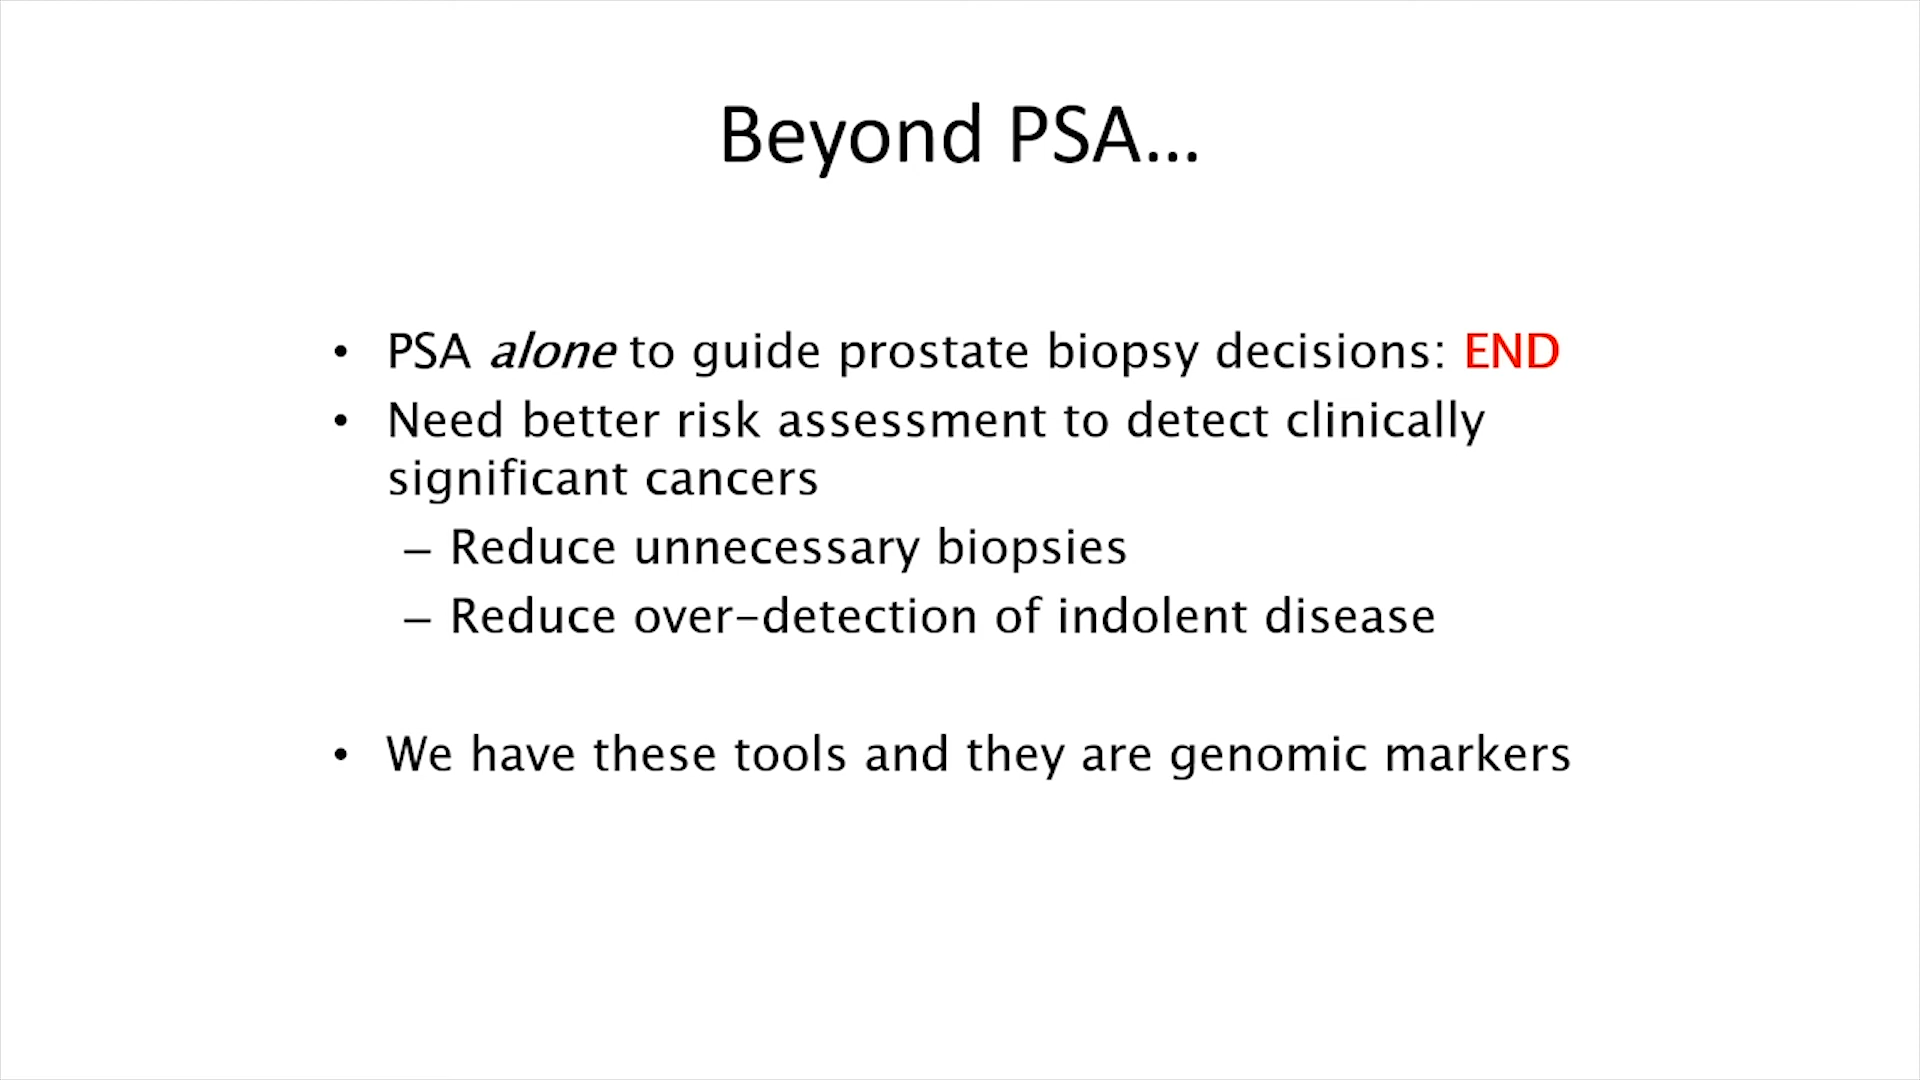 Beyond PSA...
• PSA alone to guide prostate biopsy decisions: END
• Need better risk assessment to detect clinically
significant cancers
– Reduce unnecessary biopsies
– Reduce over-detection of indolent disease
• We have these tools and they are genomic markers